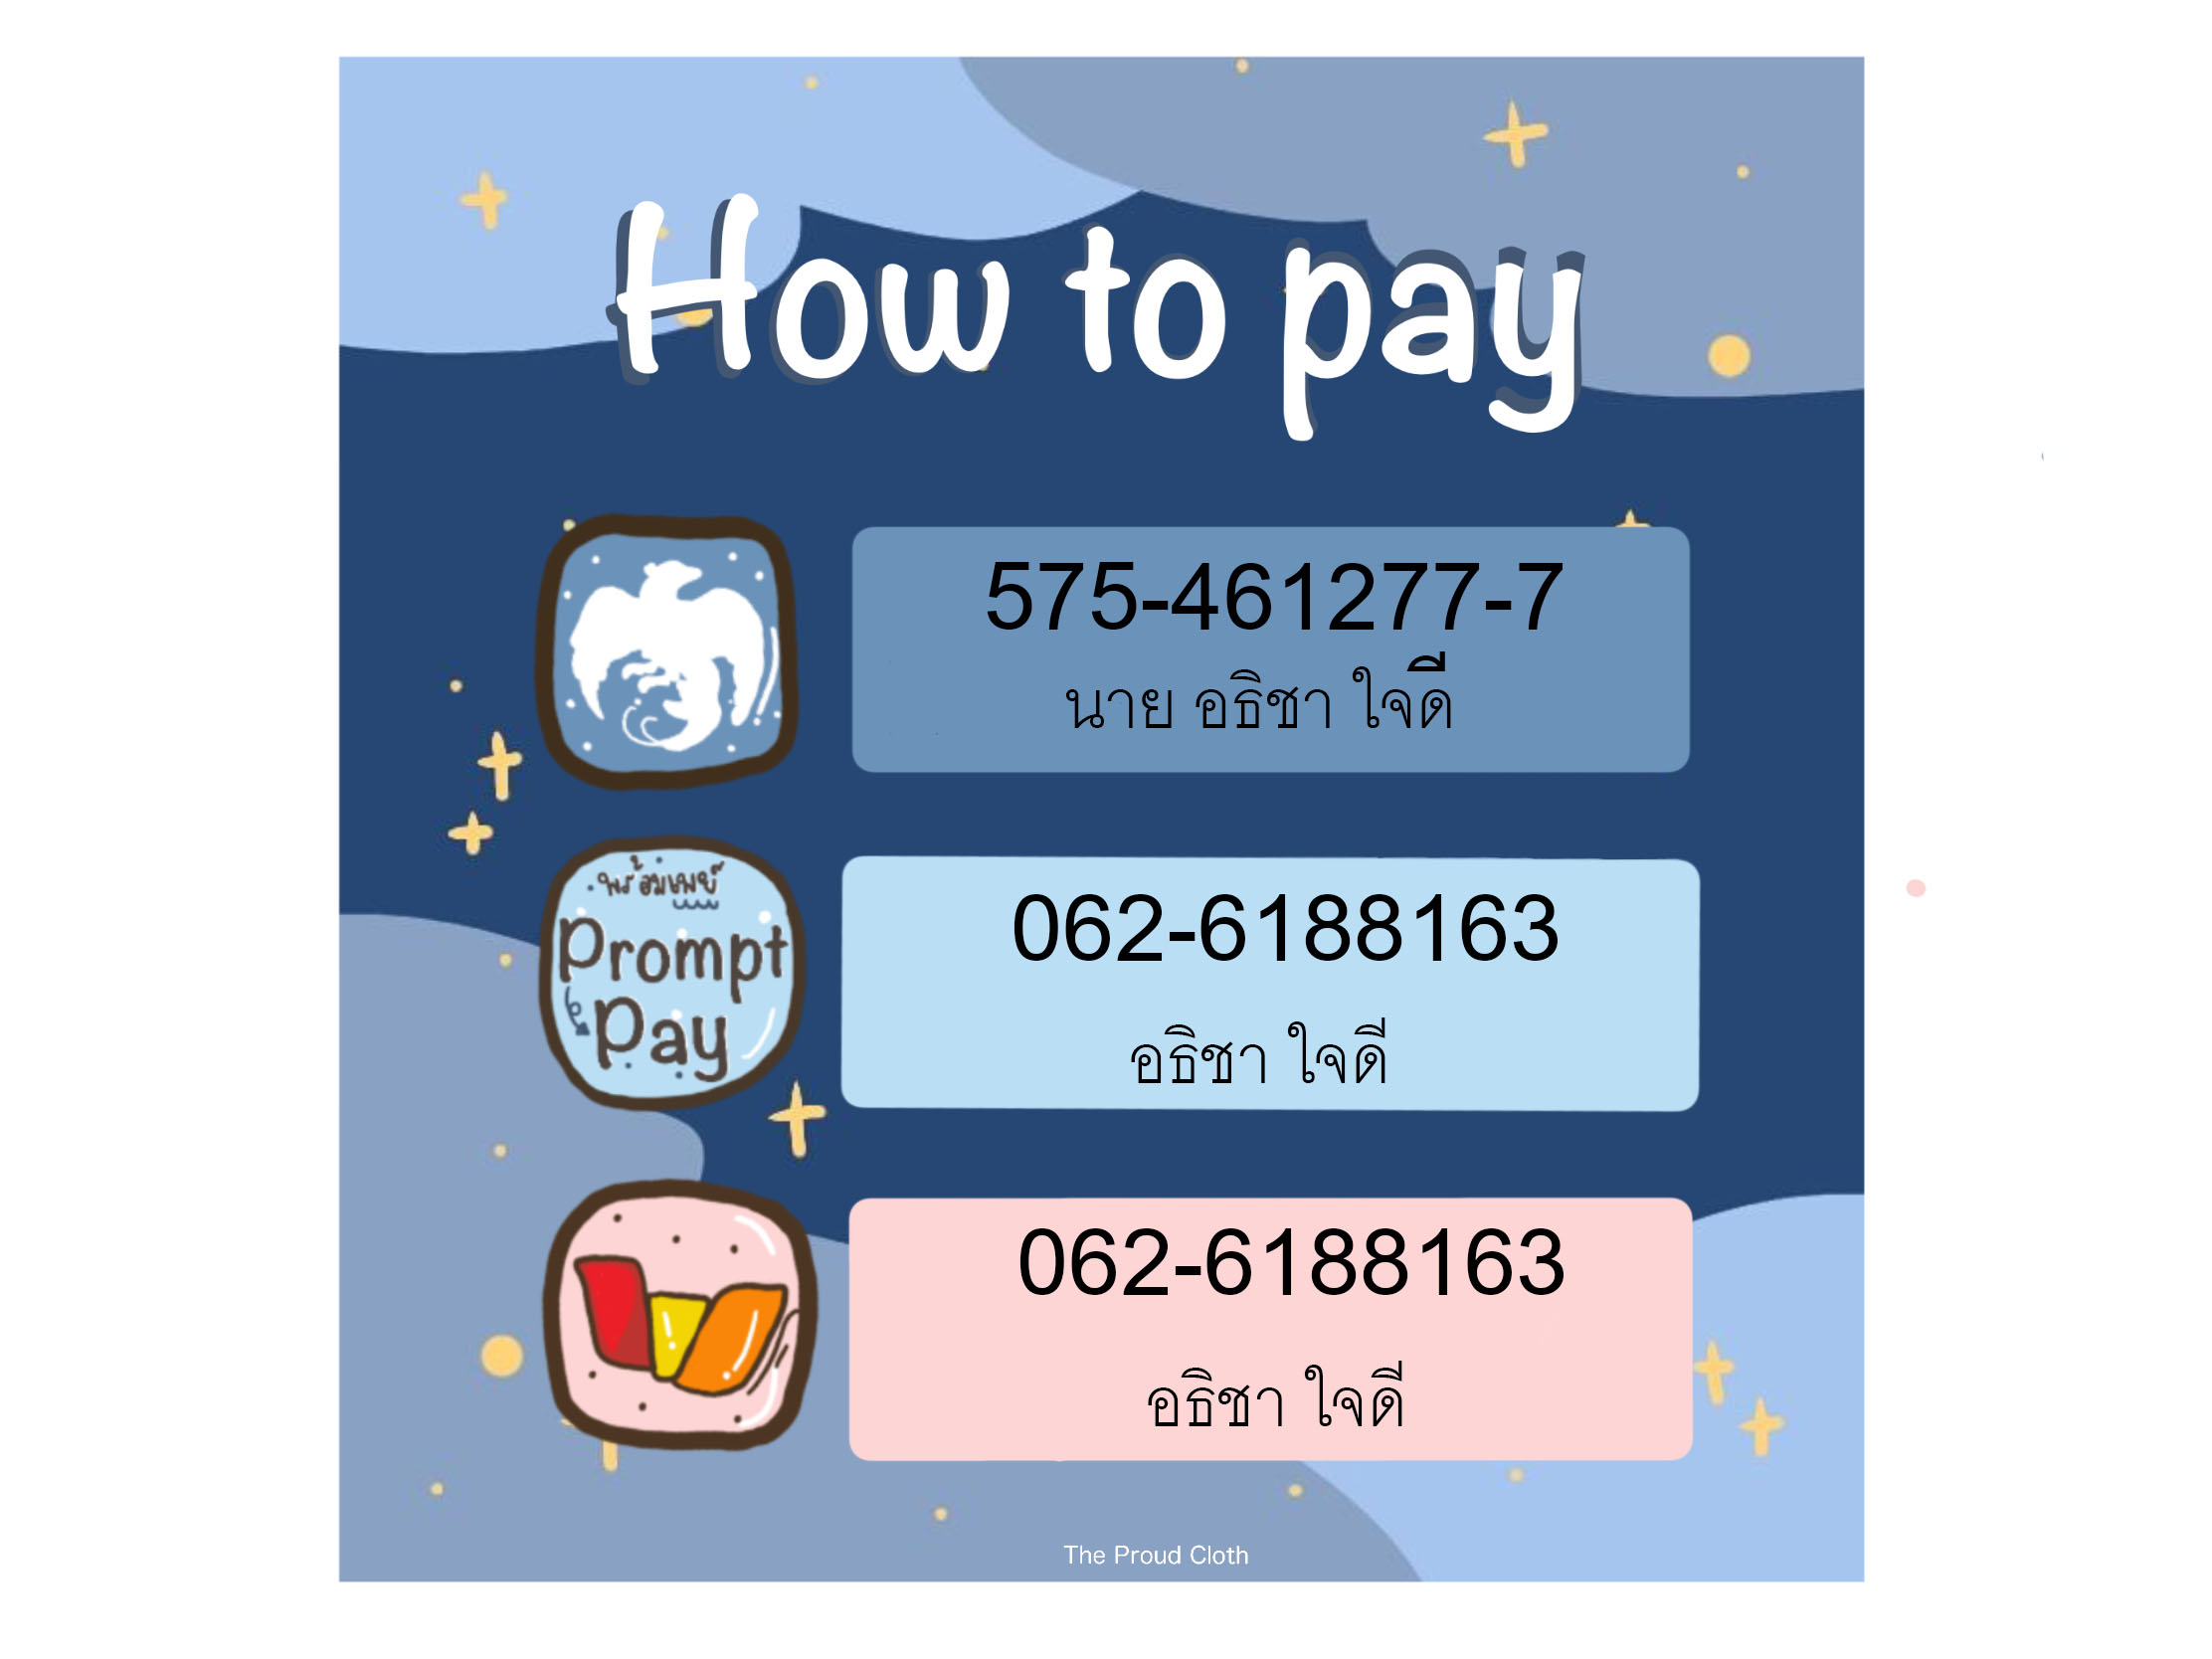 How to pay
575-461277-7
นาย อธิชา ใจดี
พร้อมเพย์
Prompt
Pay
062-6188163
อธิชา ใจดี
062-6188163
อธิชา ใจดี
The Proud Cloth